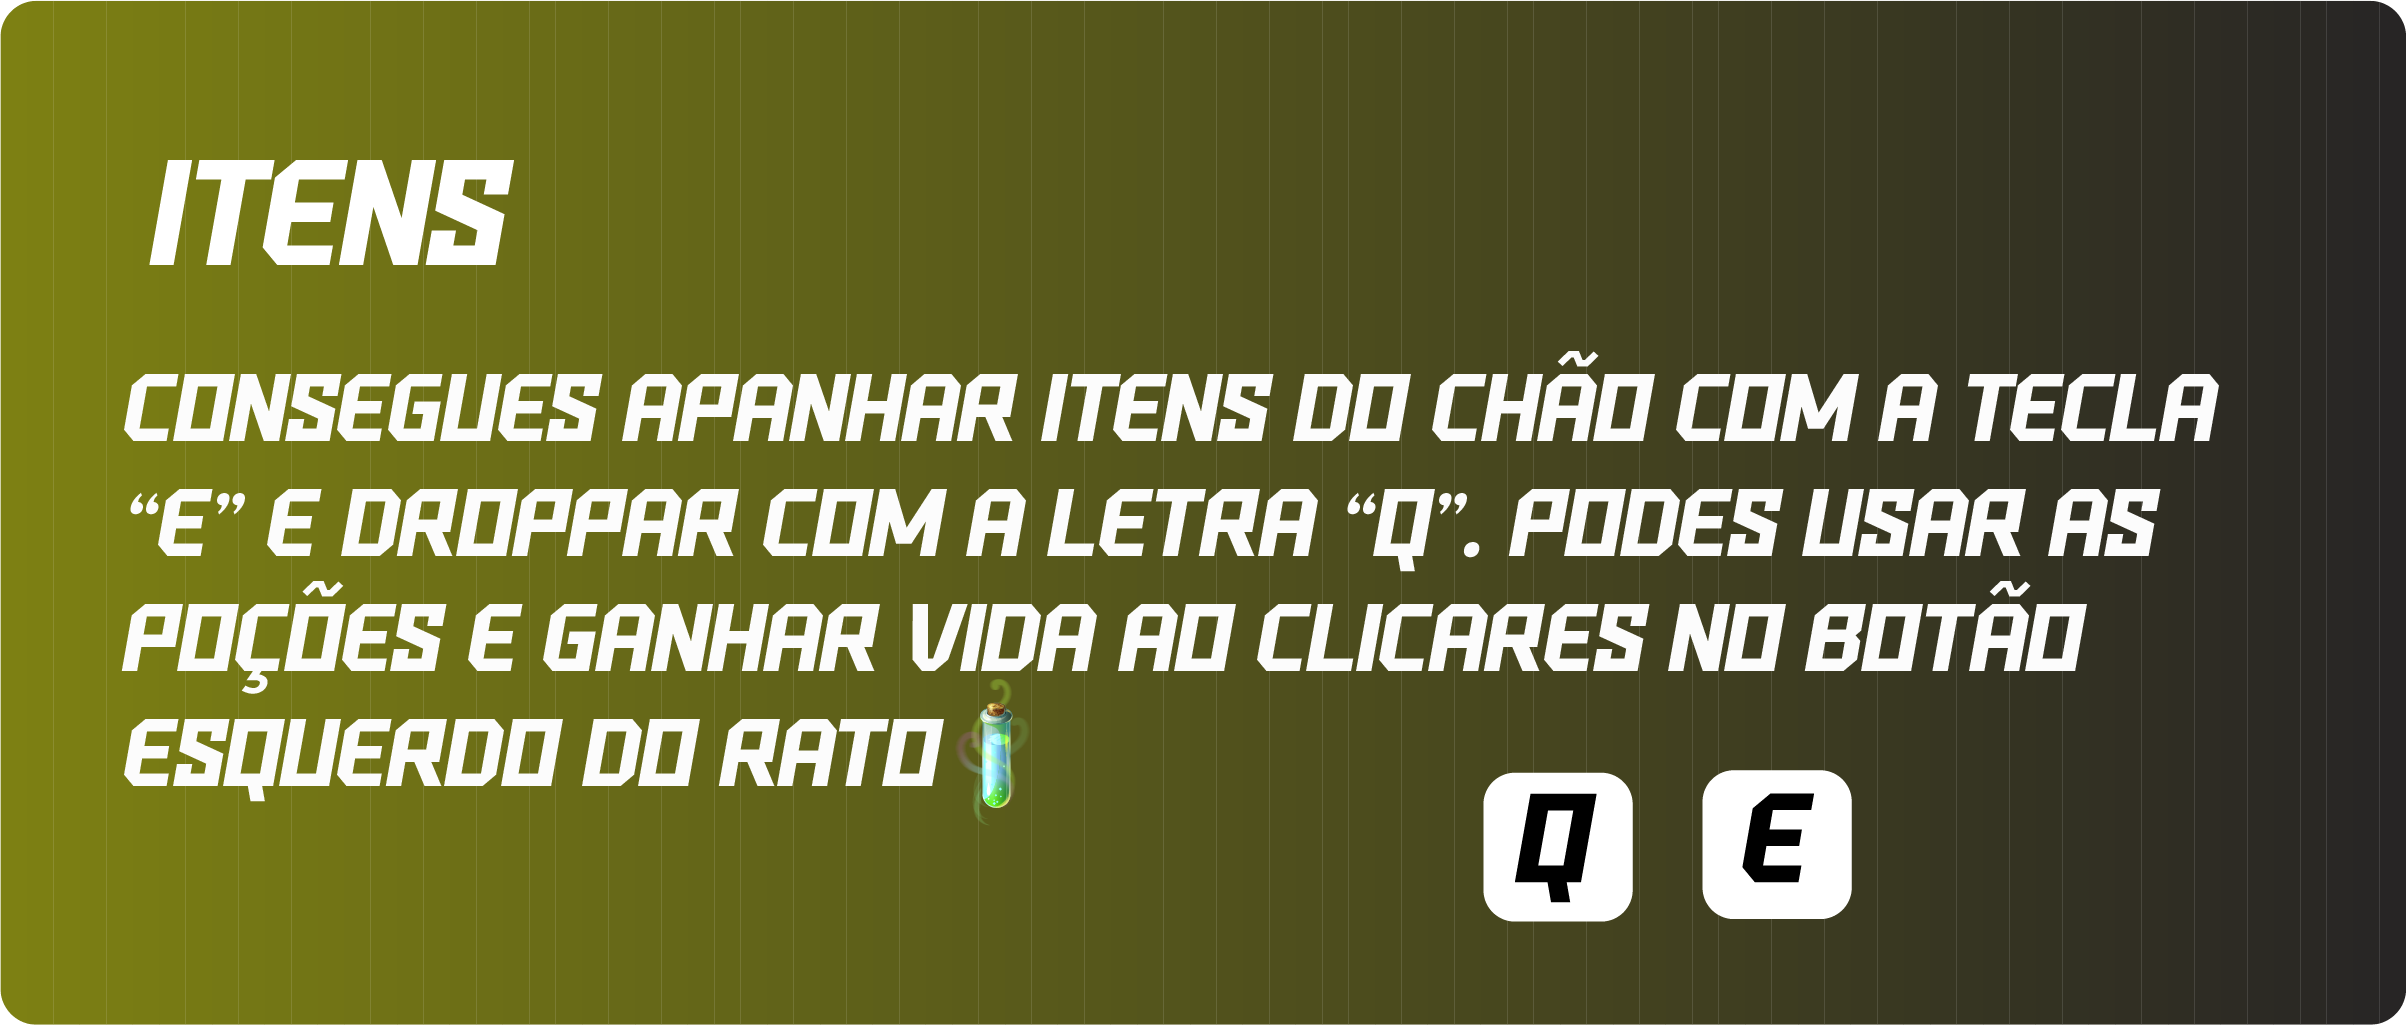 ITENS
CONSEGUES APANHAR ITENS DO CHÃO COM A TECLA
“E” E DROPPAR COM A LETRA “Q”. PODES USAR AS
POÇÕES E GANHAR VIDA AO CLICARES NO BOTÃO
ESQUERDO DO RATO
Q E